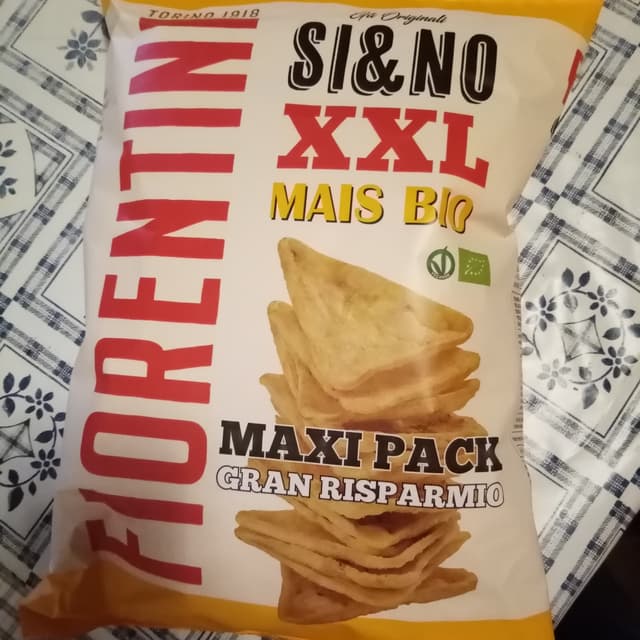 TORINO 1918
FIORENTINI
Gli Originali
SI&NO
XXL
MAIS BIO
MAXI PACK
GRAN RISPARMIO